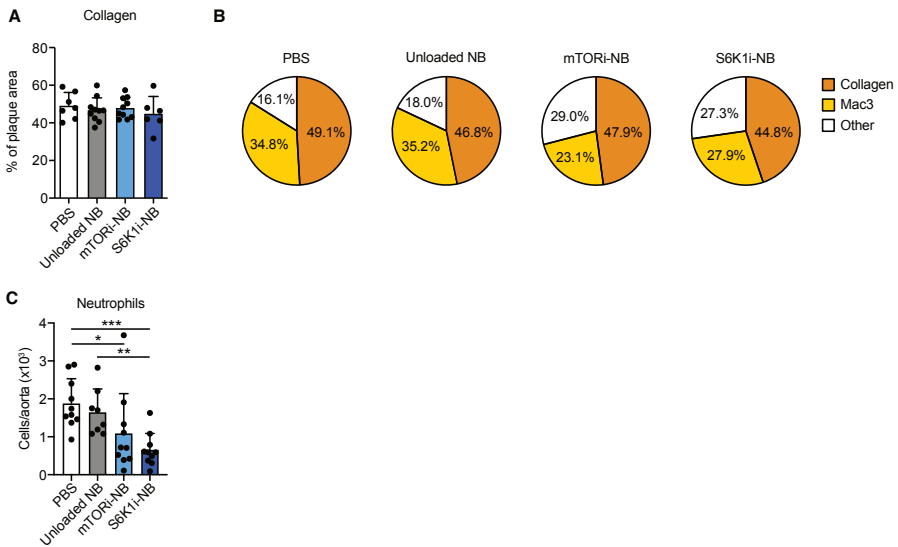 A
Collagen
% of plaque area
80
60
40
20
0
PBS
Unloaded NB
mTORi-NB
S6K1i-NB
B
PBS
16.1%
49.1%
34.8%
Unloaded NB
18.0%
46.8%
35.2%
mTORi-NB
29.0%
47.9%
23.1%
S6K1i-NB
27.3%
44.8%
27.9%
Collagen
Mac3
Other
C
Neutrophils
Cells/aorta (x10³)
4
3
2
1
0
***
*
**
PBS
Unloaded NB
mTORi-NB
S6K1i-NB